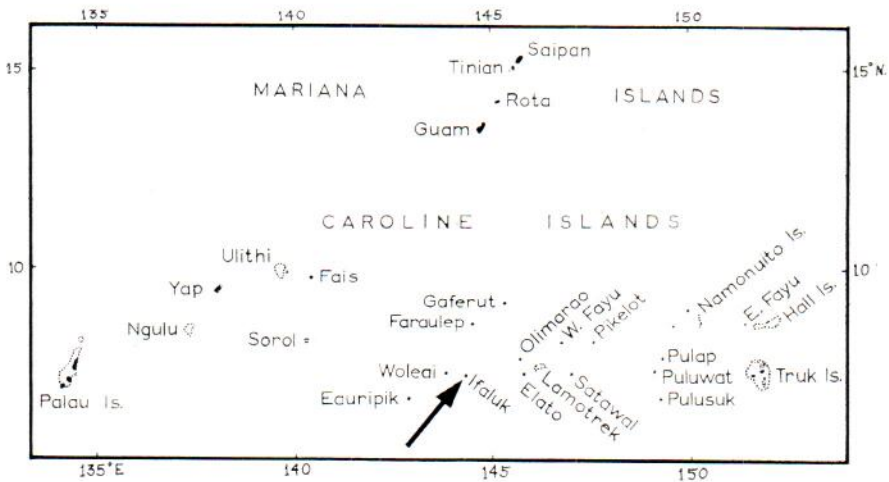 135 140 145 150
Saipan
15 Tinian 15° N.
MARIANA Rota ISLANDS
Guam
CAROLINE ISLANDS
Namonuito Is.
Ulithi
10 Fais 10°
Yap
Gaferut
Olimarao
W. Fayu
Pikelot
E. Fayu
Hall Is.
Ngulu
Faraulep
Sorol
Pulap
Woleai
Ifaluk
Elato
Lamotrek
Satawal
Puluwat
Truk Is.
Palau Is.
Eauripik
Pulusuk
135°E 140 145 150